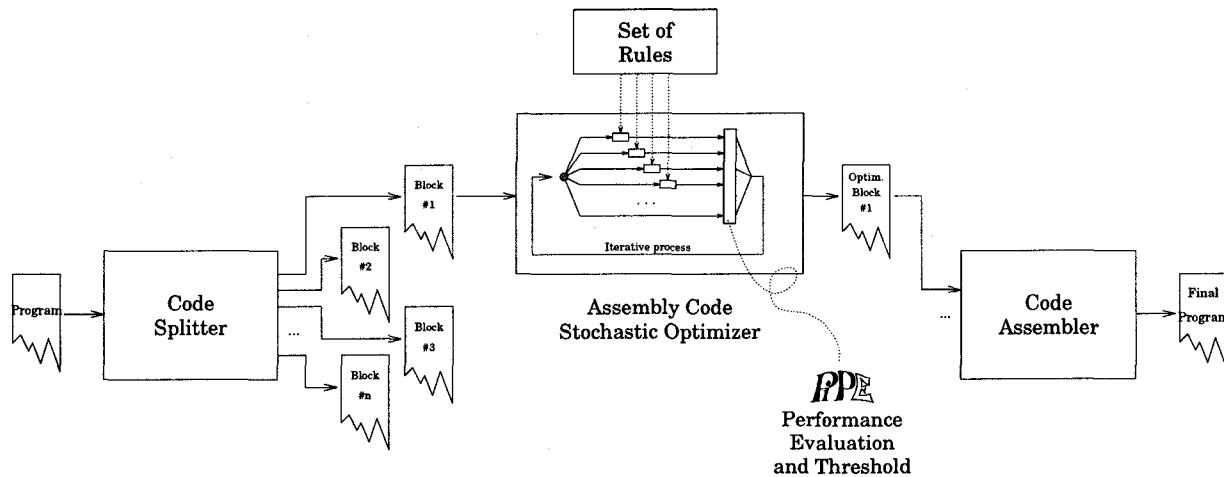 Set of
Rules
Block
#1
Optim.
Block
#1
. . .
Iterative process
Block
#2
Program
Code
Splitter
...
Block
#3
Block
#n
Assembly Code
Stochastic Optimizer
...
Code
Assembler
Final
Program
PiPE
Performance
Evaluation
and Threshold